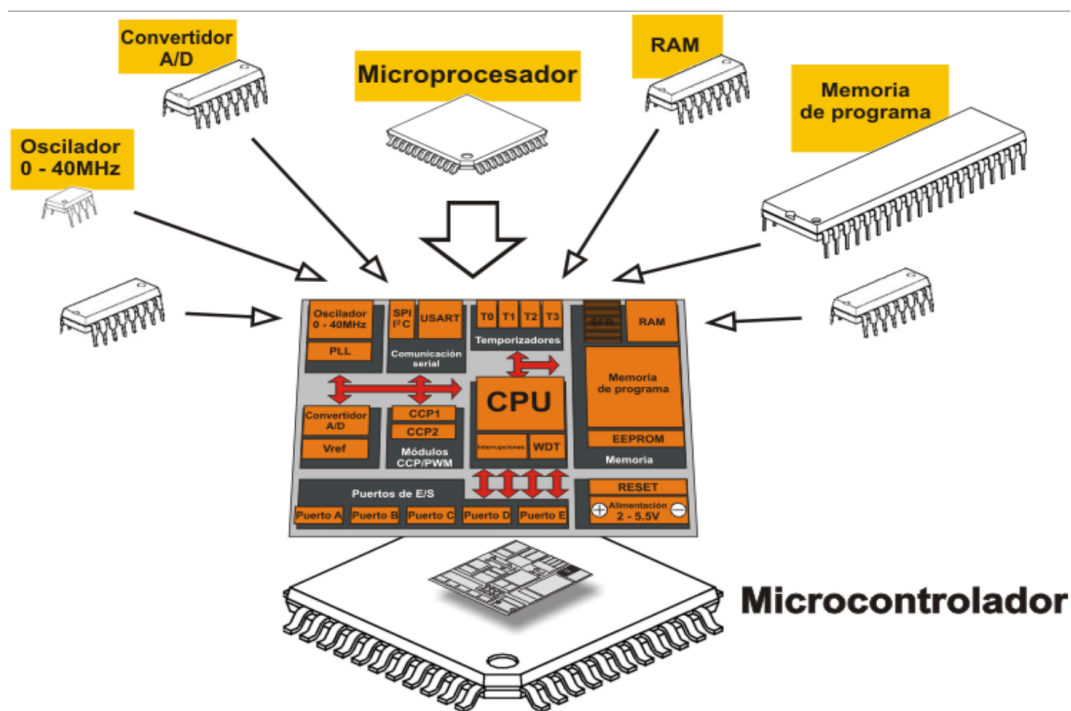 Convertidor
A/D
Microprocesador
RAM
Memoria
de programa
Oscilador
0 - 40MHz
Oscilador
0 - 40MHz
PLL
SPI
I²C
USART
Comunicación
serial
T0 T1 T2 T3
Temporizadores
SFR
RAM
Memoria
de programa
EEPROM
Memoria
Convertidor
A/D
Vref
CCP1
CCP2
Módulos
CCP/PWM
CPU
Interrupciones
WDT
Puertos de E/S
Puerto A Puerto B Puerto C Puerto D Puerto E
RESET
+ Alimentación −
2 - 5.5V
Microcontrolador